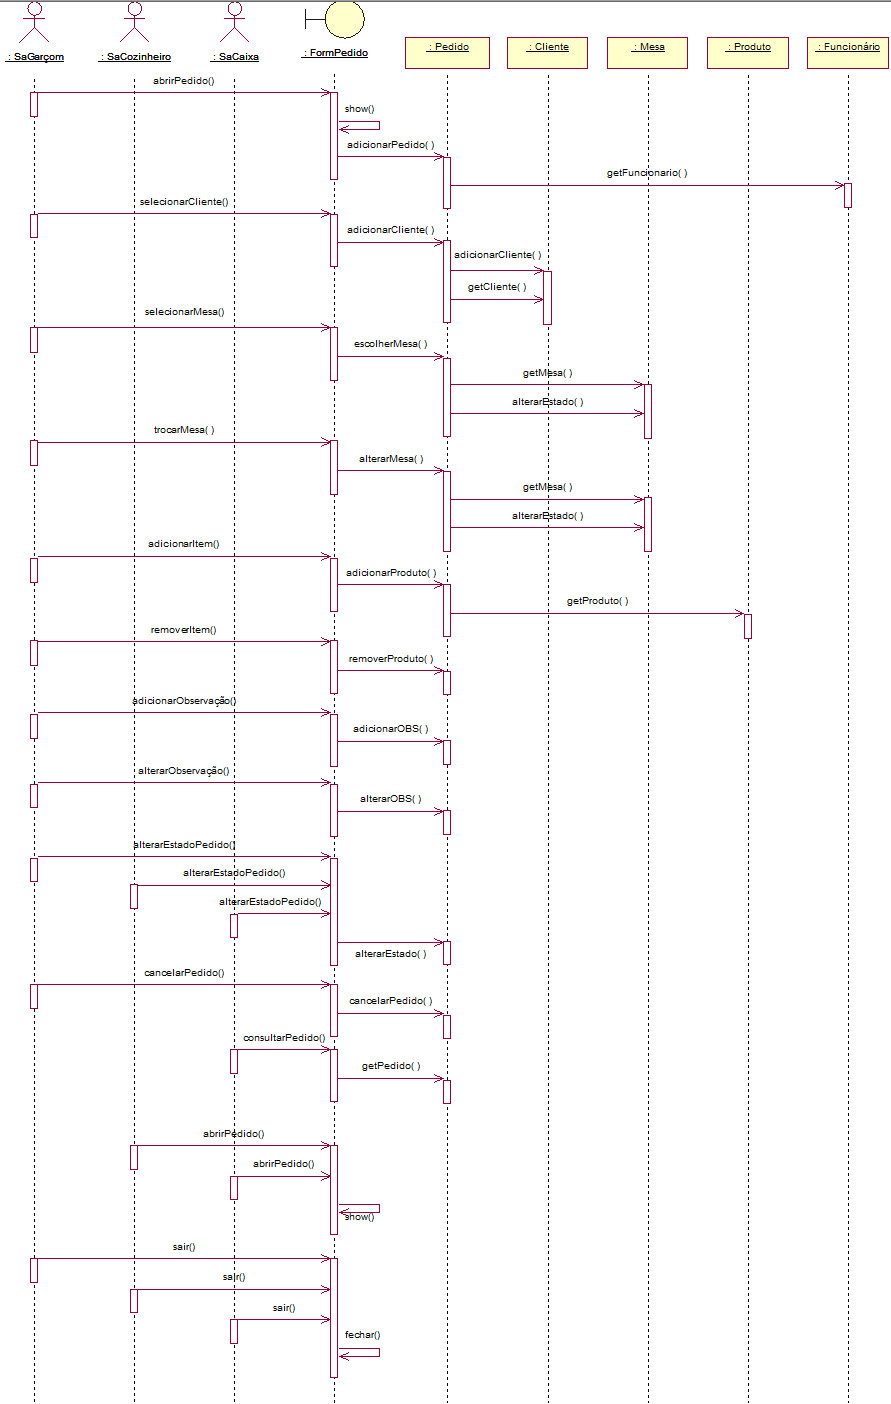 : SaGarçom
: SaCozinheiro
: SaCaixa
: FormPedido
: Pedido
: Cliente
: Mesa
: Produto
: Funcionário
abrirPedido()
show()
adicionarPedido( )
getFuncionario( )
selecionarCliente()
adicionarCliente( )
adicionarCliente( )
getCliente( )
selecionarMesa()
escolherMesa( )
getMesa( )
alterarEstado( )
trocarMesa( )
alterarMesa( )
getMesa( )
alterarEstado( )
adicionarItem()
adicionarProduto( )
getProduto( )
removerItem()
removerProduto( )
adicionarObservação()
adicionarOBS( )
alterarObservação()
alterarOBS( )
alterarEstadoPedido()
alterarEstadoPedido()
alterarEstadoPedido()
alterarEstado( )
cancelarPedido()
cancelarPedido( )
consultarPedido()
getPedido( )
abrirPedido()
abrirPedido()
show()
sair()
sair()
sair()
fechar()